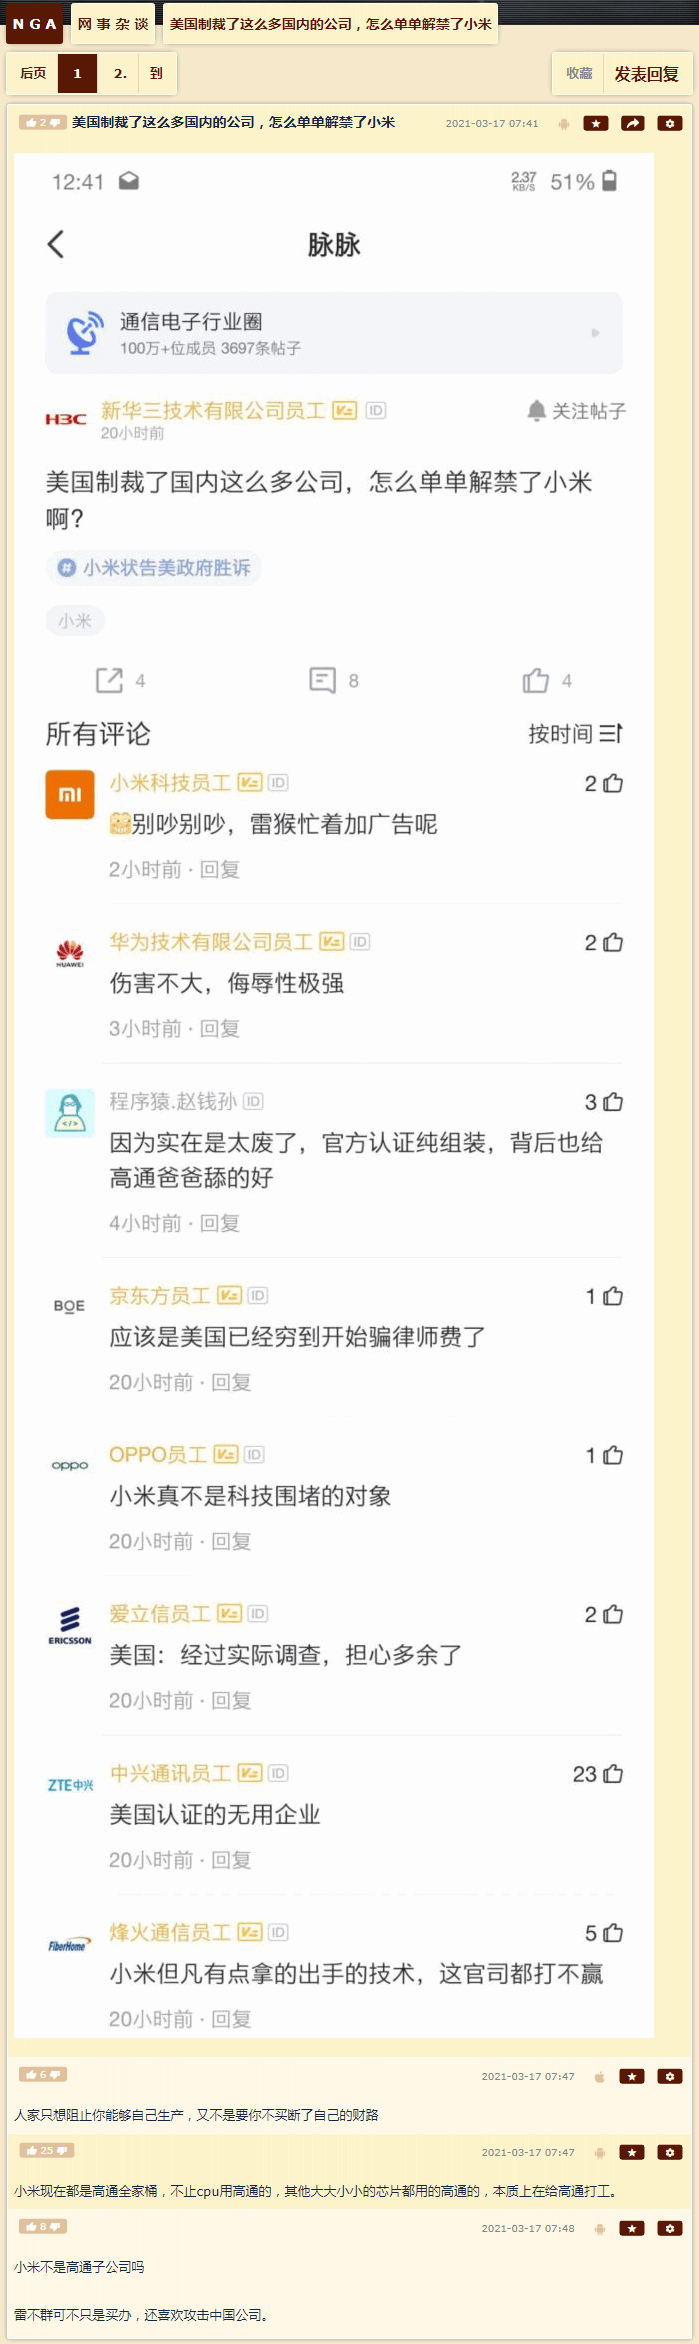 NGA 网事杂谈 美国制裁了这么多国内的公司，怎么单单解禁了小米
后页 1 2. 到 收藏 发表回复
2 美国制裁了这么多国内的公司，怎么单单解禁了小米 2021-03-17 07:41
12:41 2.37 KB/S 51%
脉脉
通信电子行业圈
100万+位成员 3697条帖子
H3C 新华三技术有限公司员工 ID 关注帖子
20小时前
美国制裁了国内这么多公司，怎么单单解禁了小米
啊?
# 小米状告美政府胜诉
小米
4 8 4
所有评论 按时间
小米科技员工 ID 2
别吵别吵，雷猴忙着加广告呢
2小时前 · 回复
HUAWEI 华为技术有限公司员工 ID 2
伤害不大，侮辱性极强
3小时前 · 回复
程序猿.赵钱孙 ID 3
因为实在是太废了，官方认证纯组装，背后也给
高通爸爸舔的好
4小时前 · 回复
BOE 京东方员工 ID 1
应该是美国已经穷到开始骗律师费了
20小时前 · 回复
oppo OPPO员工 ID 1
小米真不是科技围堵的对象
20小时前 · 回复
ERICSSON 爱立信员工 ID 2
美国：经过实际调查，担心多余了
20小时前 · 回复
ZTE中兴 中兴通讯员工 ID 23
美国认证的无用企业
20小时前 · 回复
FiberHome 烽火通信员工 ID 5
小米但凡有点拿的出手的技术，这官司都打不赢
20小时前 · 回复
6 2021-03-17 07:47
人家只想阻止你能够自己生产，又不是要你不买断了自己的财路
25 2021-03-17 07:47
小米现在都是高通全家桶，不止cpu用高通的，其他大大小小的芯片都用的高通的，本质上在给高通打工。
8 2021-03-17 07:48
小米不是高通子公司吗
雷不群可不只是买办，还喜欢攻击中国公司。